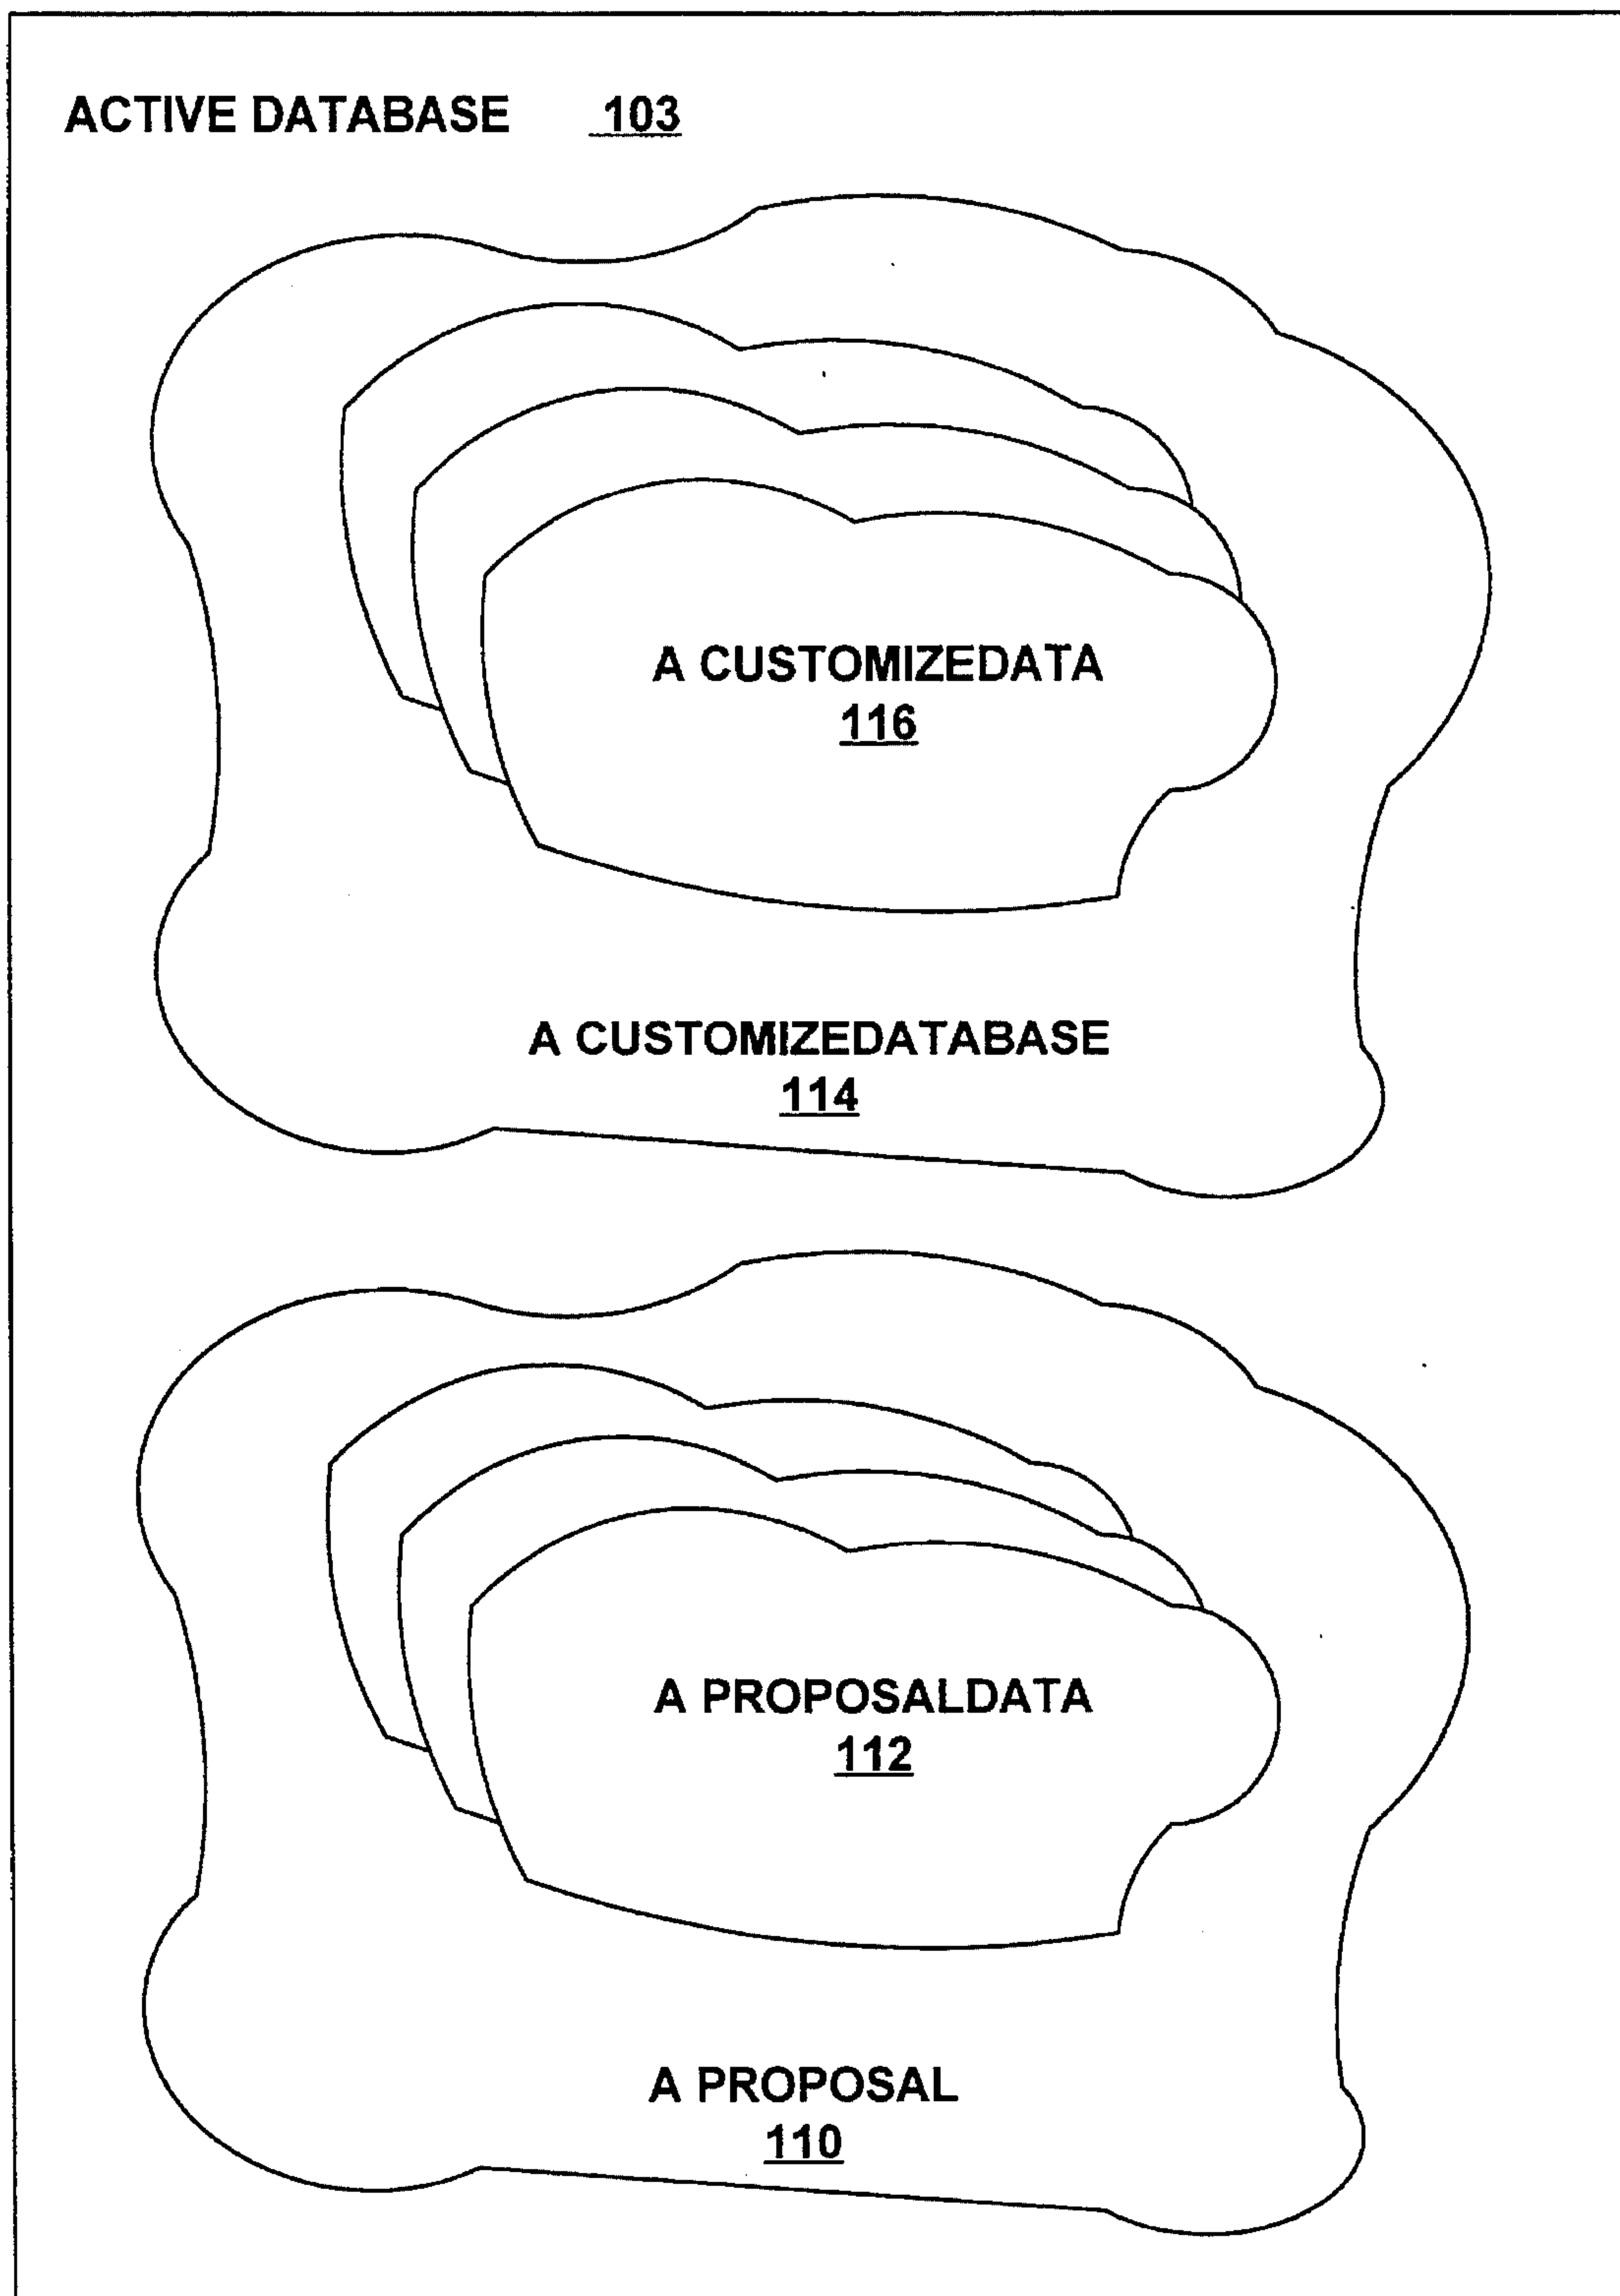 ACTIVE DATABASE 103
A CUSTOMIZEDATA
116
A CUSTOMIZEDATABASE
114
A PROPOSALDATA
112
A PROPOSAL
110